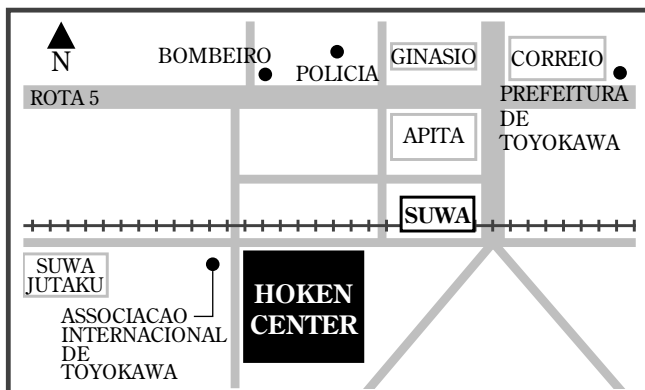 N
BOMBEIRO
POLICIA
GINASIO
CORREIO
ROTA 5
PREFEITURA
DE
TOYOKAWA
APITA
SUWA
SUWA
JUTAKU
ASSOCIACAO
INTERNACIONAL
DE
TOYOKAWA
HOKEN
CENTER